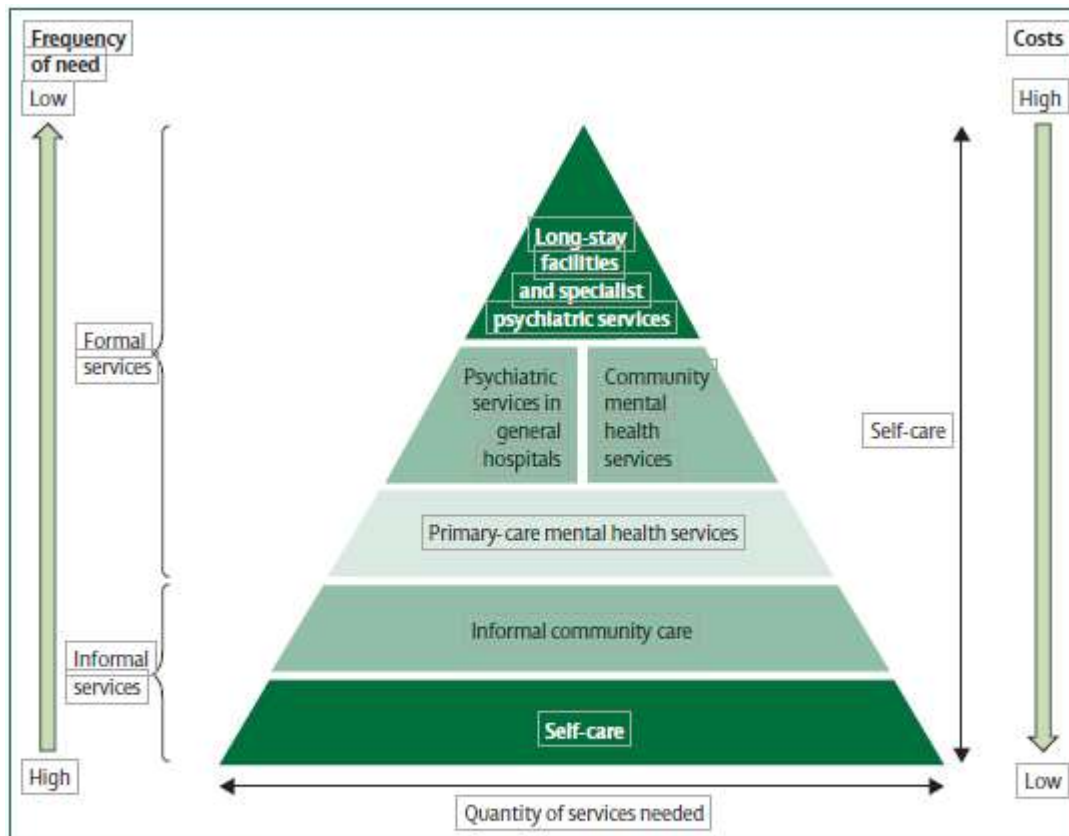 Frequency
of need
Low
Costs
High
Long-stay
facilities
and specialist
psychiatric services
Formal
services
Psychiatric
services in
general
hospitals
Community
mental
health
services
Self-care
Primary-care mental health services
Informal community care
Informal
services
Self-care
High
Low
Quantity of services needed